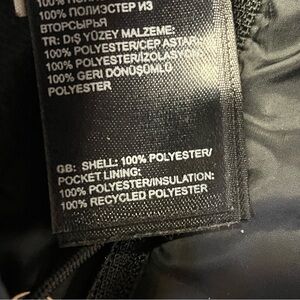 100% ПОЛИЭСТЕР ИЗ
ВТОРСЫРЬЯ
TR: DIŞ YÜZEY MALZEME:
100% POLYESTER/CEP ASTARI:
100% POLYESTER/İZOLASYON:
100% GERİ DÖNÜŞÜMLÜ
POLYESTER
GB: SHELL: 100% POLYESTER/
POCKET LINING:
100% POLYESTER/INSULATION:
100% RECYCLED POLYESTER